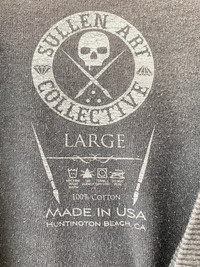 SULLEN ART
COLLECTIVE
LARGE
100% COTTON
MADE IN USA
HUNTINGTON BEACH, CA